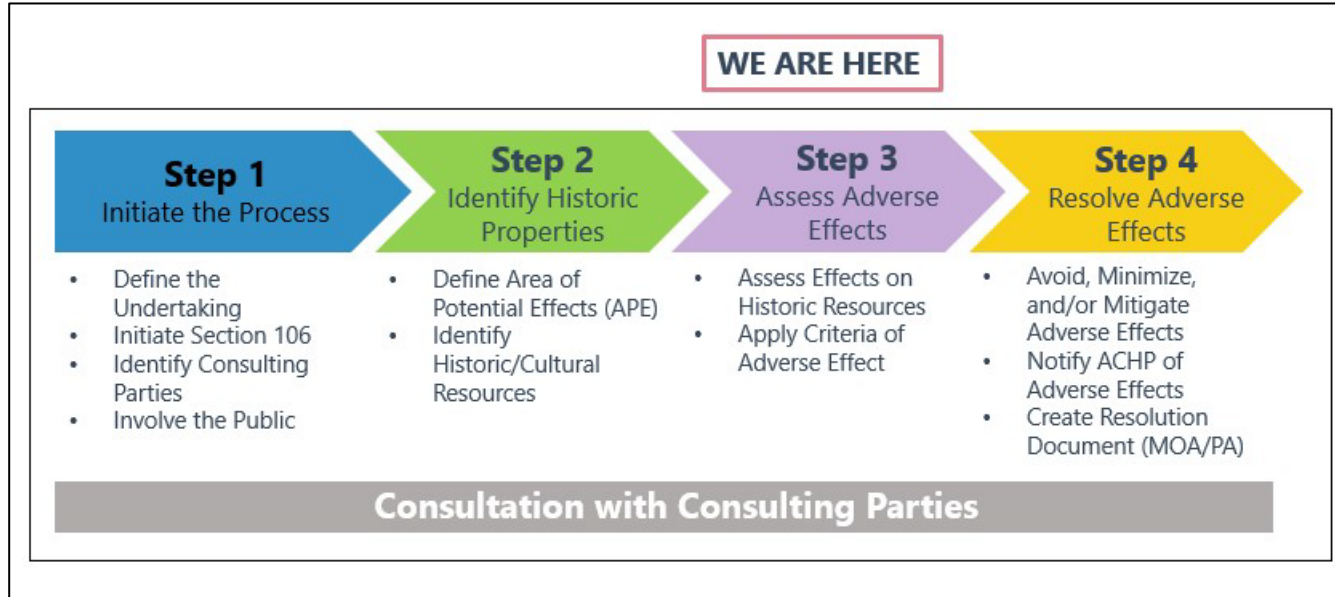 WE ARE HERE
Step 1
Initiate the Process
• Define the
Undertaking
• Initiate Section 106
• Identify Consulting
Parties
• Involve the Public
Step 2
Identify Historic
Properties
• Define Area of
Potential Effects (APE)
• Identify
Historic/Cultural
Resources
Step 3
Assess Adverse
Effects
• Assess Effects on
Historic Resources
• Apply Criteria of
Adverse Effect
Step 4
Resolve Adverse
Effects
• Avoid, Minimize,
and/or Mitigate
Adverse Effects
• Notify ACHP of
Adverse Effects
• Create Resolution
Document (MOA/PA)
Consultation with Consulting Parties